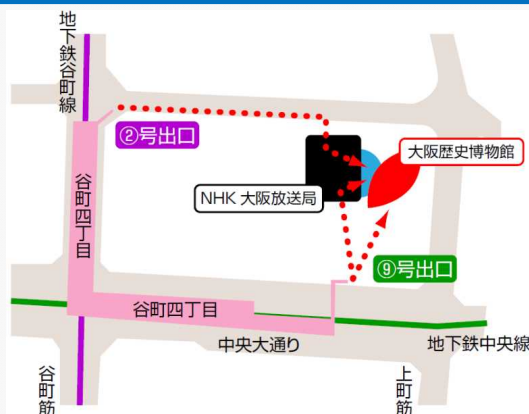 地下鉄谷町線
②号出口
大阪歴史博物館
谷町四丁目
NHK 大阪放送局
⑨号出口
谷町四丁目
中央大通り
地下鉄中央線
谷町筋
上町筋